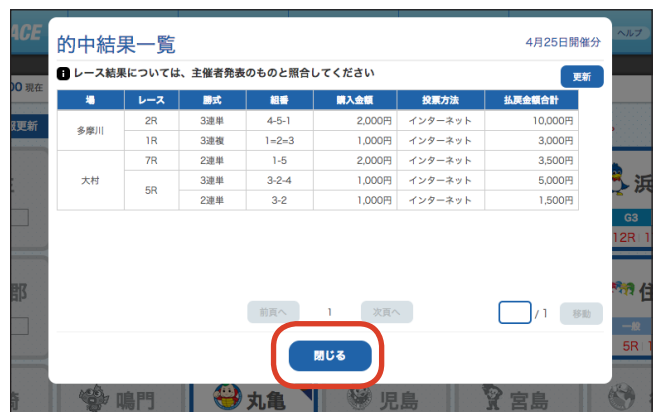 ACE
ヘルプ
的中結果一覧
4月25日開催分
00 現在
レース結果については、主催者発表のものと照合してください
更新
場 レース 勝式 組番 購入金額 投票方法 払戻金額合計
多摩川 2R 3連単 4-5-1 2,000円 インターネット 10,000円
1R 3連複 1=2=3 1,000円 インターネット 3,000円
大村 7R 2連単 1-5 2,000円 インターネット 3,500円
5R 3連単 3-2-4 1,000円 インターネット 5,000円
2連単 3-2 1,000円 インターネット 1,500円
更新
浜
G3
12R
郡
前頁へ 1 次頁へ / 1 移動
住
一般
5R
閉じる
鳴門 丸亀 児島 宮島